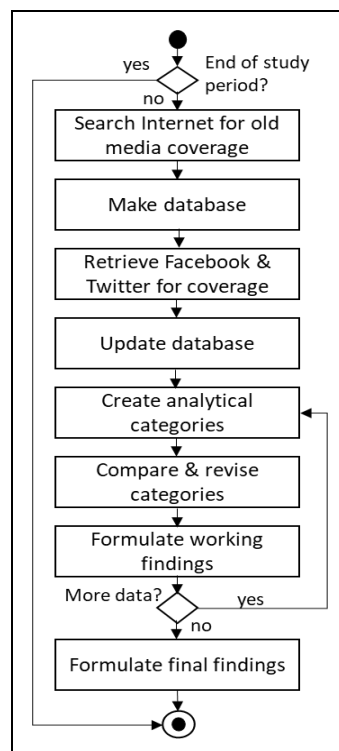 yes
End of study
period?
no
Search Internet for old
media coverage
Make database
Retrieve Facebook &
Twitter for coverage
Update database
Create analytical
categories
Compare & revise
categories
Formulate working
findings
More data?
yes
no
Formulate final findings